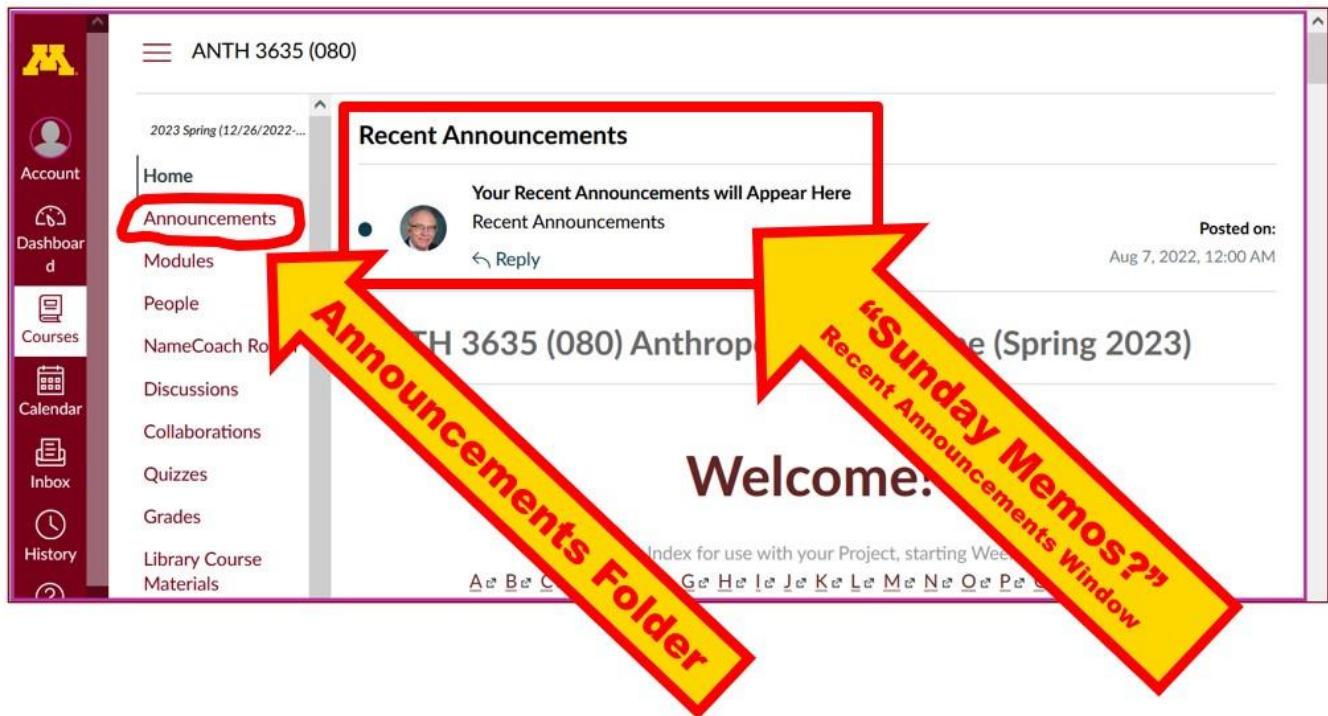 M
ANTH 3635 (080)
Account
Dashboar
d
Courses
Calendar
Inbox
History
2023 Spring (12/26/2022-...
Home
Announcements
Modules
People
NameCoach Ro
Discussions
Collaborations
Quizzes
Grades
Library Course
Materials
Recent Announcements
Your Recent Announcements will Appear Here
Recent Announcements
Reply
Posted on:
Aug 7, 2022, 12:00 AM
TH 3635 (080) Anthrop e (Spring 2023)
Welcome!
Index for use with your Project, starting Wee
A B C G H I J K L M N O P
Announcements Folder
“Sunday Memos?”
Recent Announcements Window